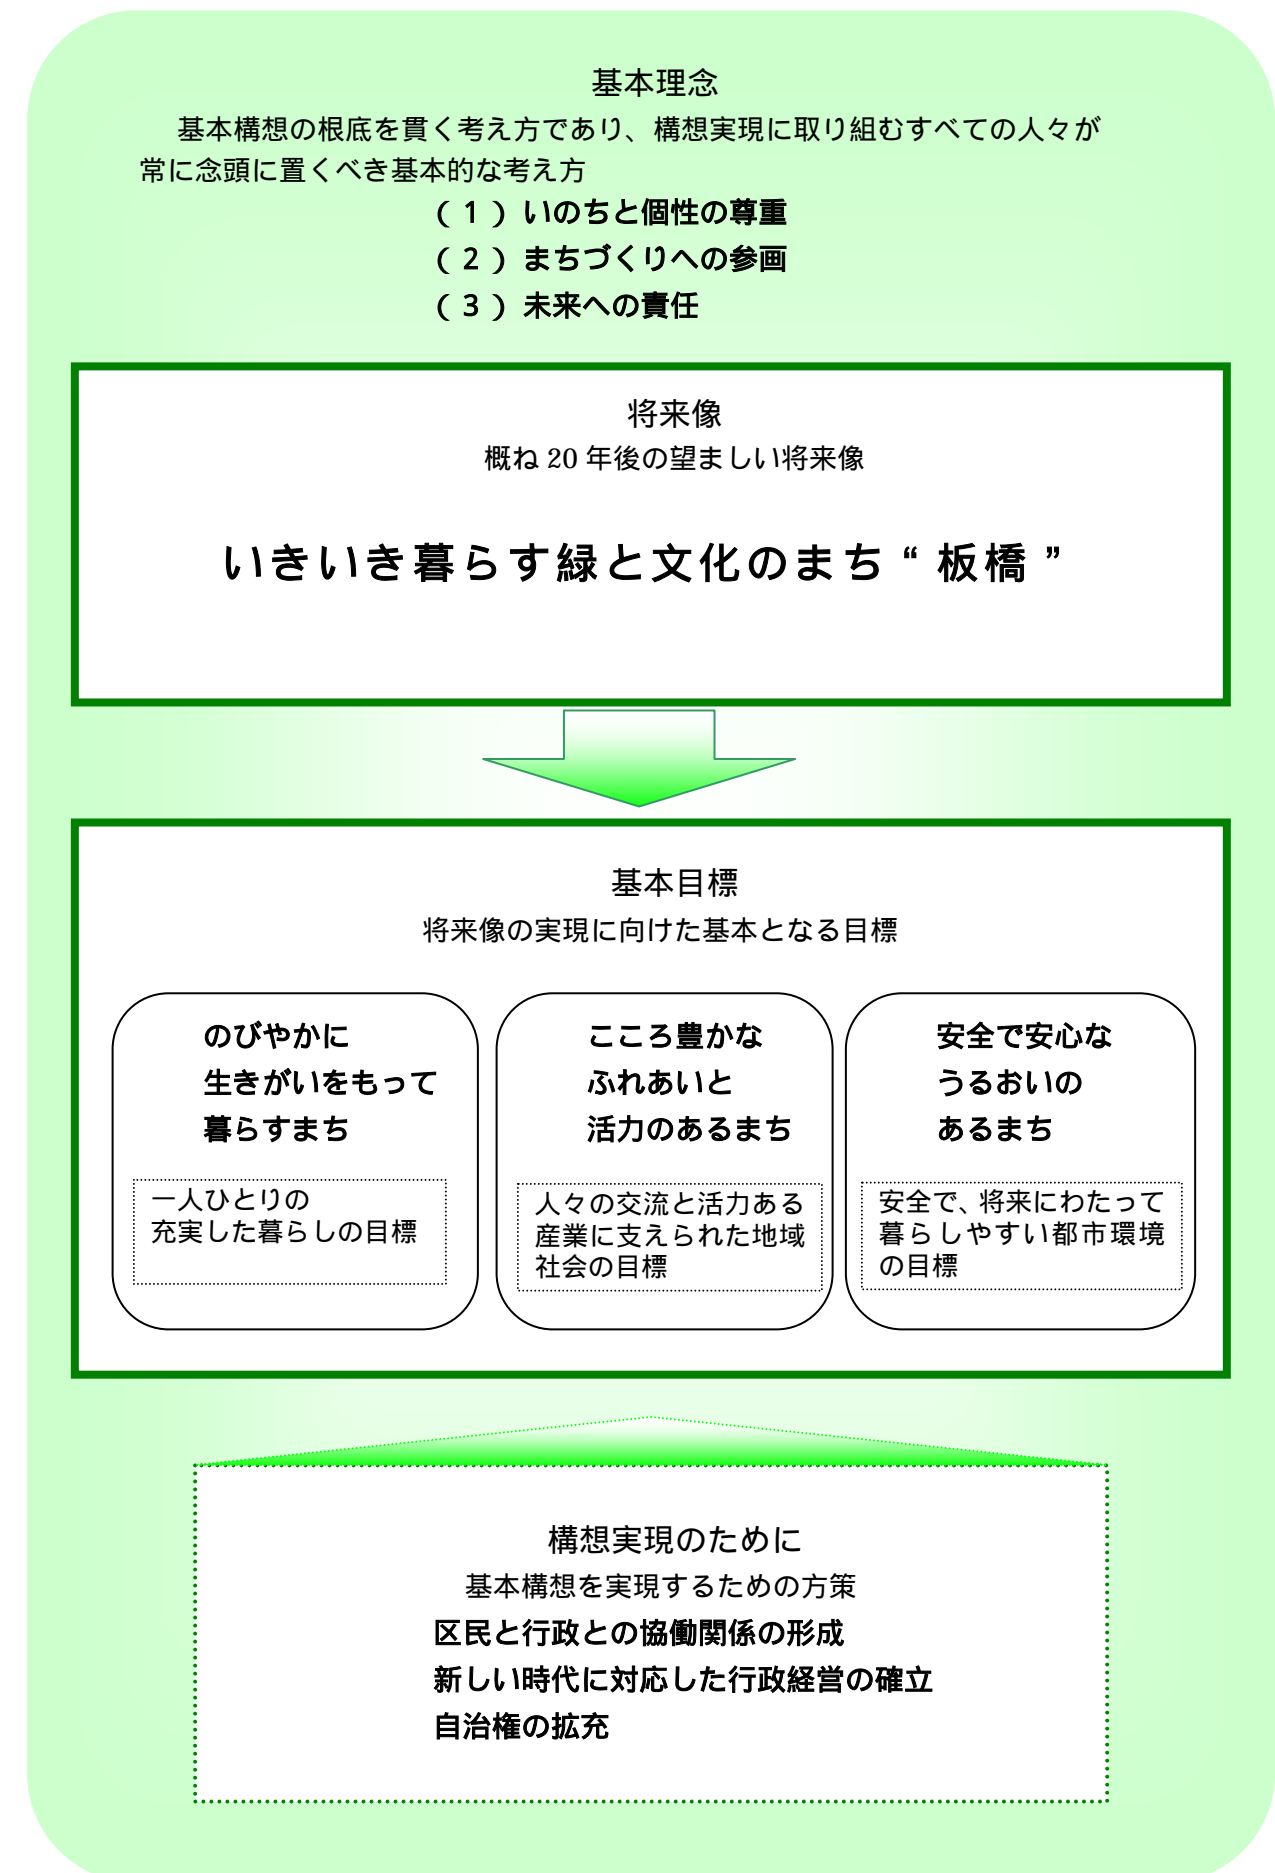 基本理念
基本構想の根底を貫く考え方であり、構想実現に取り組むすべての人々が
常に念頭に置くべき基本的な考え方
(1)いのちと個性の尊重
(2)まちづくりへの参画
(3)未来への責任
将来像
概ね 20 年後の望ましい将来像
いきいき暮らす緑と文化のまち“板橋”
基本目標
将来像の実現に向けた基本となる目標
のびやかに
生きがいをもって
暮らすまち
一人ひとりの
充実した暮らしの目標
こころ豊かな
ふれあいと
活力のあるまち
人々の交流と活力ある
産業に支えられた地域
社会の目標
安全で安心な
うるおいの
あるまち
安全で、将来にわたって
暮らしやすい都市環境
の目標
構想実現のために
基本構想を実現するための方策
区民と行政との協働関係の形成
新しい時代に対応した行政経営の確立
自治権の拡充